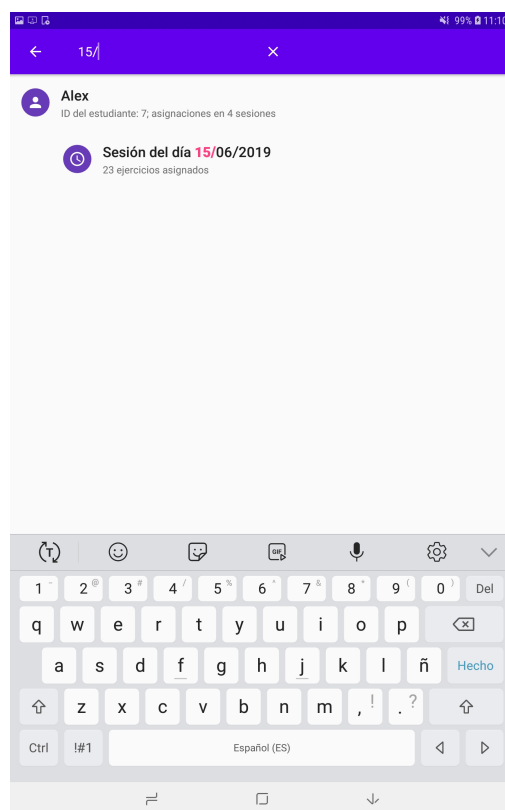 99% 11:10
15/
Alex
ID del estudiante: 7; asignaciones en 4 sesiones
Sesión del día 15/06/2019
23 ejercicios asignados
T GIF
1 ~ 2 @ 3 # 4 / 5 % 6 ^ 7 & 8 * 9 ( 0 ) Del
q w e r t y u i o p
a s d f g h j k l ñ Hecho
z x c v b n m , ! . ?
Ctrl !#1 Español (ES)